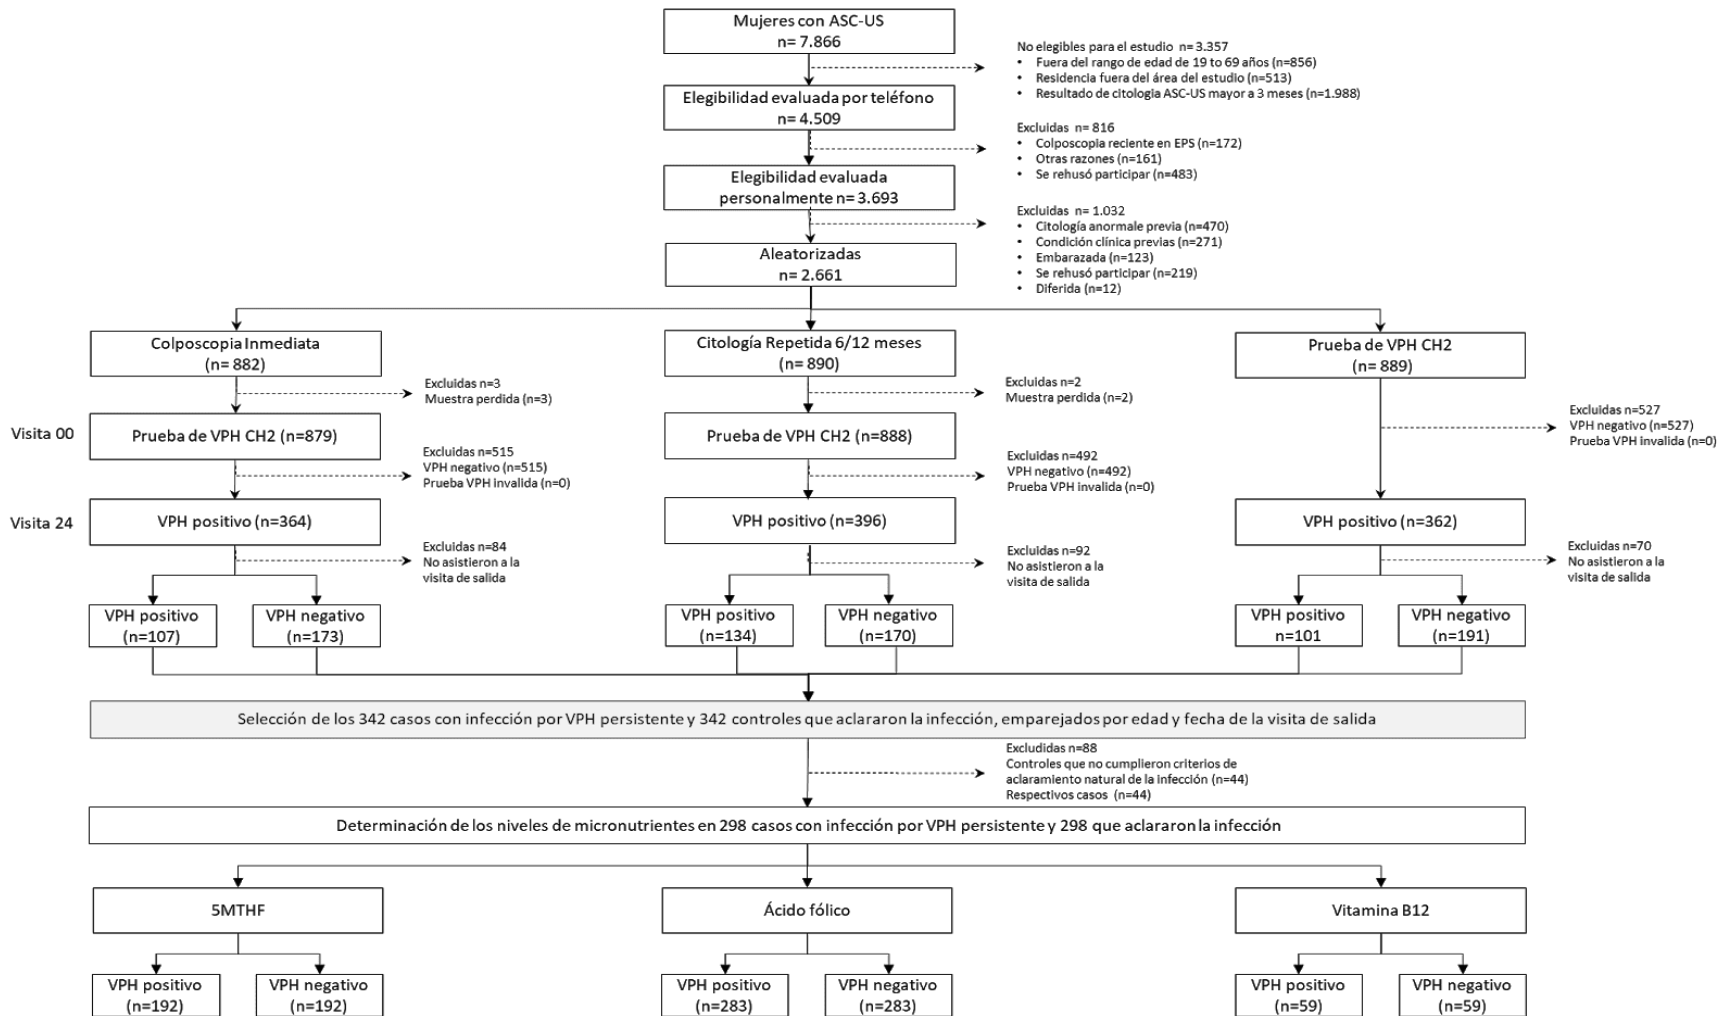 Mujeres con ASC-US
n= 7.866
No elegibles para el estudio n= 3.357
• Fuera del rango de edad de 19 to 69 años (n=856)
• Residencia fuera del área del estudio (n=513)
• Resultado de citologia ASC-US mayor a 3 meses (n=1.988)
Elegibilidad evaluada por teléfono
n= 4.509
Excluidas n= 816
• Colposcopia reciente en EPS (n=172)
• Otras razones (n=161)
• Se rehusó participar (n=483)
Elegibilidad evaluada
personalmente n= 3.693
Excluidas n= 1.032
• Citología anormale previa (n=470)
• Condición clínica previas (n=271)
• Embarazada (n=123)
• Se rehusó participar (n=219)
• Diferida (n=12)
Aleatorizadas
n= 2.661
Colposcopia Inmediata
(n= 882)
Citología Repetida 6/12 meses
(n= 890)
Prueba de VPH CH2
(n= 889)
Excluidas n=3
Muestra perdida (n=3)
Excluidas n=2
Muestra perdida (n=2)
Excluidas n=527
VPH negativo (n=527)
Prueba VPH invalida (n=0)
Visita 00
Prueba de VPH CH2 (n=879)
Prueba de VPH CH2 (n=888)
Excluidas n=515
VPH negativo (n=515)
Prueba VPH invalida (n=0)
Excluidas n=492
VPH negativo (n=492)
Prueba VPH invalida (n=0)
Visita 24
VPH positivo (n=364)
VPH positivo (n=396)
VPH positivo (n=362)
Excluidas n=84
No asistieron a la
visita de salida
Excluidas n=92
No asistieron a la
visita de salida
Excluidas n=70
No asistieron a la
visita de salida
VPH positivo
(n=107)
VPH negativo
(n=173)
VPH positivo
(n=134)
VPH negativo
(n=170)
VPH positivo
n=101
VPH negativo
(n=191)
Selección de los 342 casos con infección por VPH persistente y 342 controles que aclararon la infección, emparejados por edad y fecha de la visita de salida
Excludidas n=88
Controles que no cumplieron criterios de
aclaramiento natural de la infección (n=44)
Respectivos casos (n=44)
Determinación de los niveles de micronutrientes en 298 casos con infección por VPH persistente y 298 que aclararon la infección
5MTHF
Ácido fólico
Vitamina B12
VPH positivo
(n=192)
VPH negativo
(n=192)
VPH positivo
(n=283)
VPH negativo
(n=283)
VPH positivo
(n=59)
VPH negativo
(n=59)